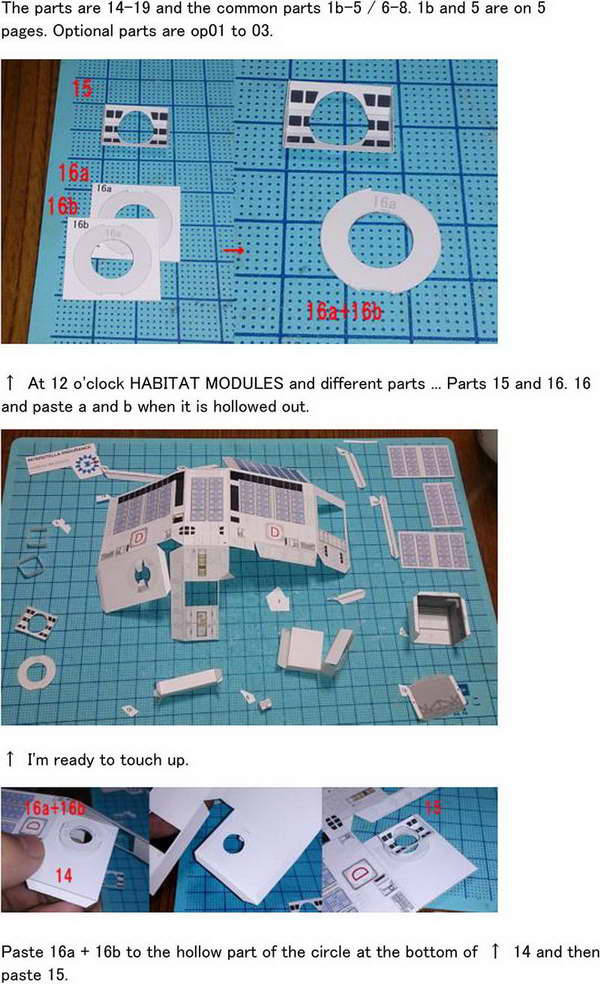 The parts are 14-19 and the common parts 1b-5 / 6-8. 1b and 5 are on 5
pages. Optional parts are op01 to 03.
15
16a
16b
16a
16b
16a
→
16a
16a+16b
↑ At 12 o'clock HABITAT MODULES and different parts ... Parts 15 and 16. 16
and paste a and b when it is hollowed out.
INTERSTELLA ENDURANCE
D
D
↑ I'm ready to touch up.
16a+16b
D
14
15
D
Paste 16a + 16b to the hollow part of the circle at the bottom of ↑ 14 and then
paste 15.